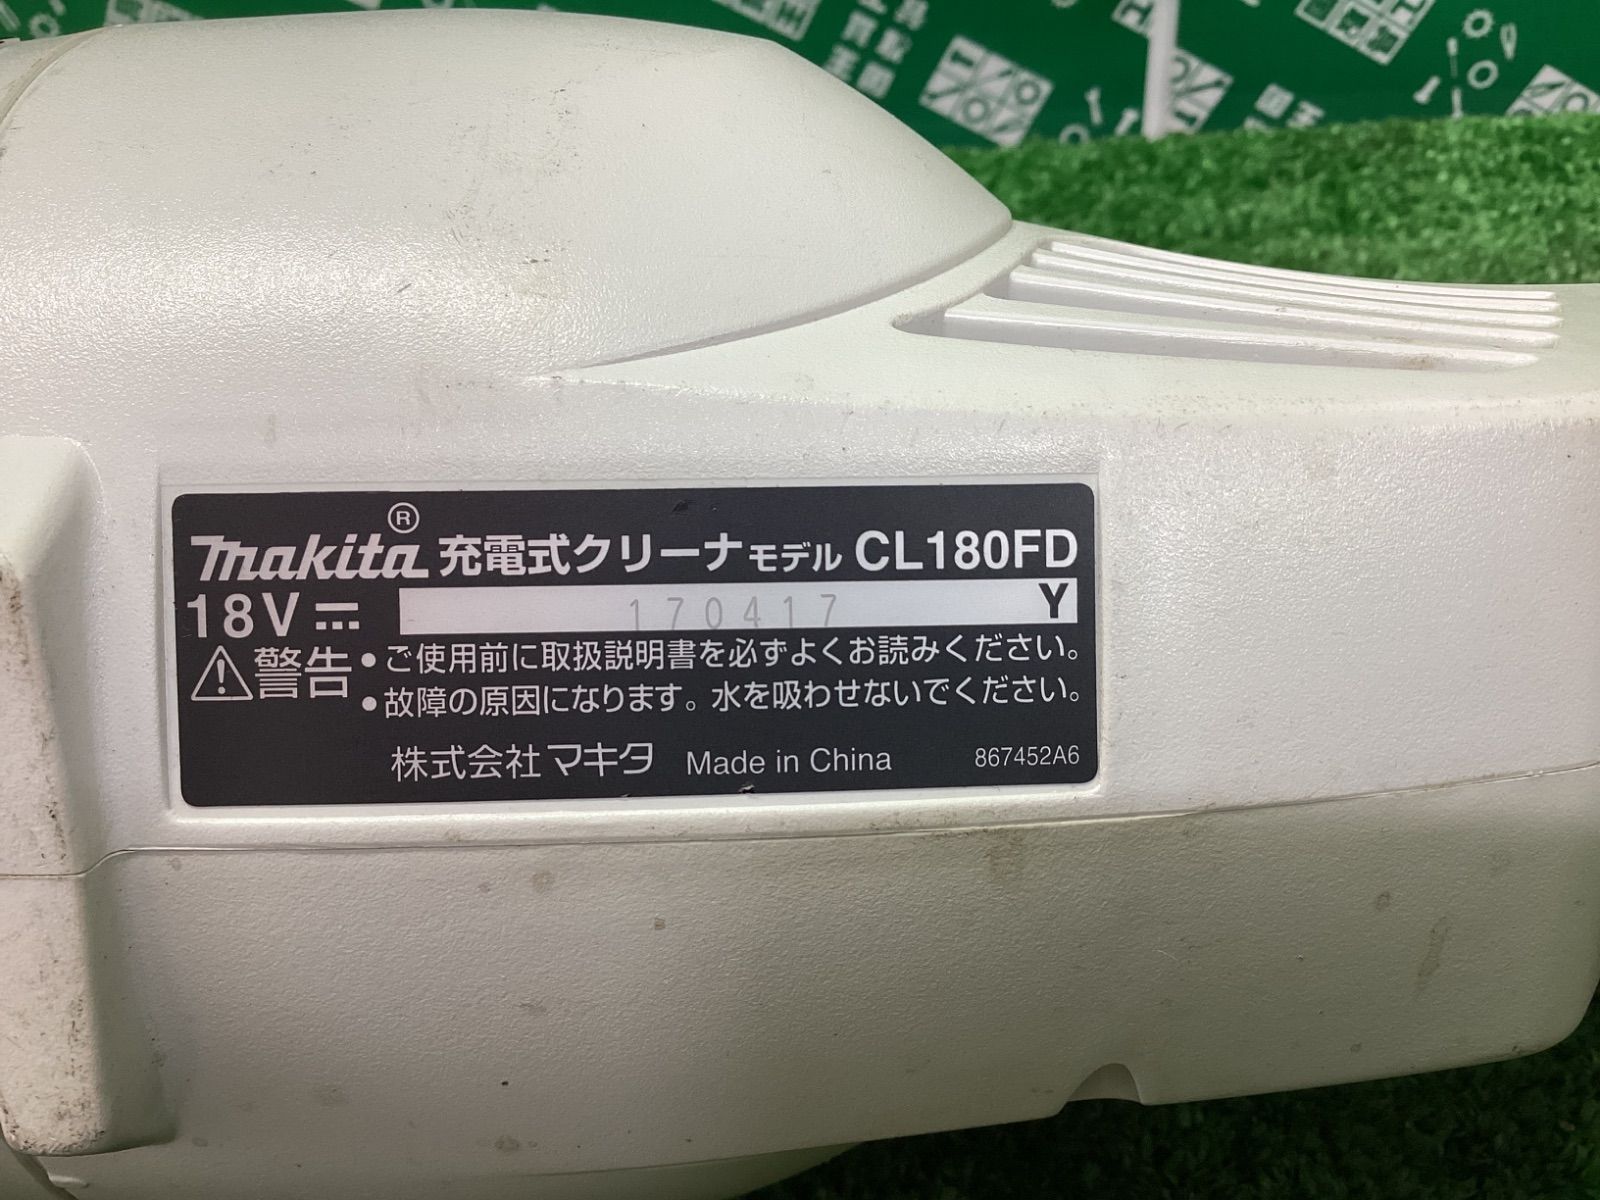 makita® 充電式クリーナ モデル CL180FD
18V 170417 Y
警告 • ご使用前に取扱説明書を必ずよくお読みください。
• 故障の原因になります。水を吸わせないでください。
株式会社マキタ Made in China 867452A6